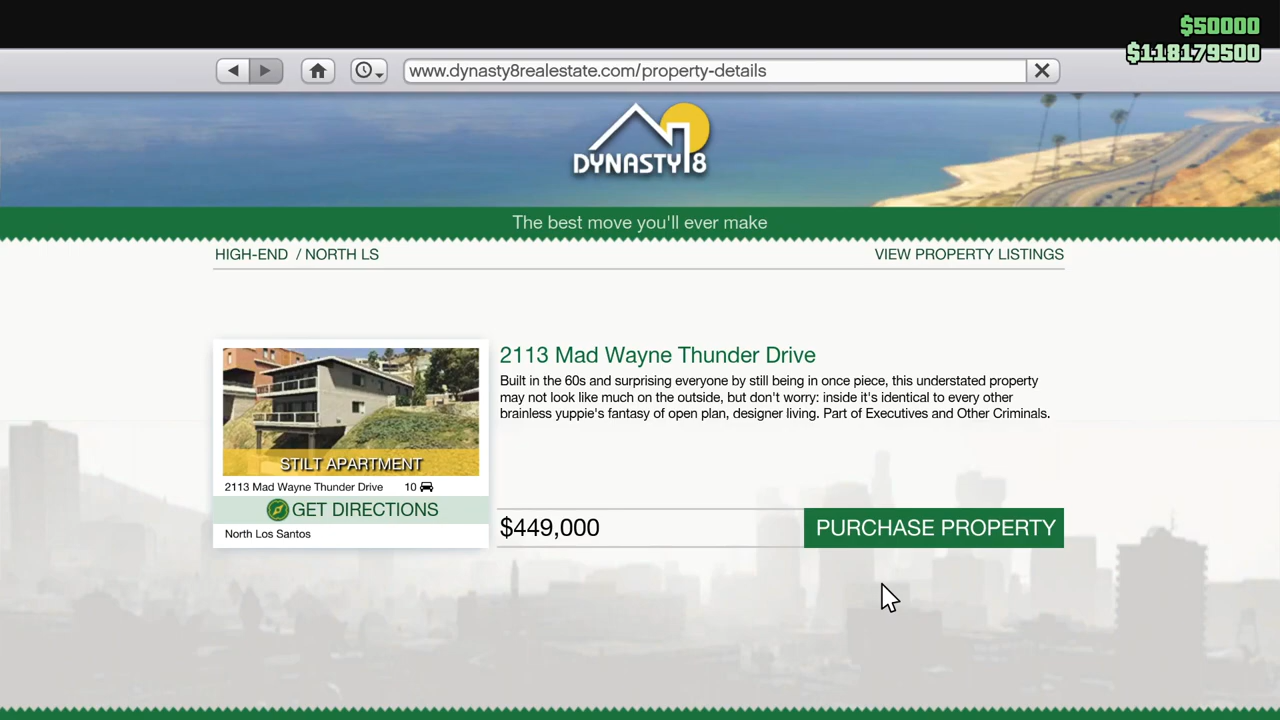 $50000
$118179500
www.dynasty8realestate.com/property-details
DYNASTY 8
The best move you'll ever make
HIGH-END / NORTH LS
VIEW PROPERTY LISTINGS
STILT APARTMENT
2113 Mad Wayne Thunder Drive 10
GET DIRECTIONS
North Los Santos
2113 Mad Wayne Thunder Drive
Built in the 60s and surprising everyone by still being in once piece, this understated property
may not look like much on the outside, but don't worry: inside it's identical to every other
brainless yuppie's fantasy of open plan, designer living. Part of Executives and Other Criminals.
$449,000
PURCHASE PROPERTY